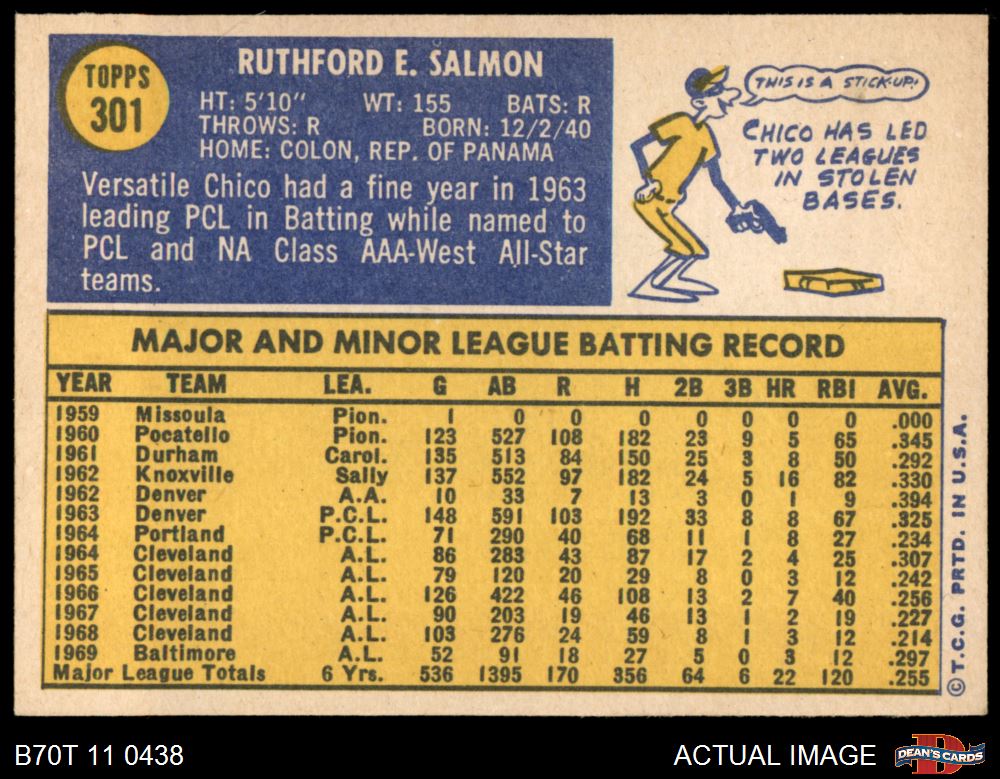 TOPPS
301
RUTHFORD E. SALMON
HT: 5'10" WT: 155 BATS: R
THROWS: R BORN: 12/2/40
HOME: COLON, REP. OF PANAMA
Versatile Chico had a fine year in 1963
leading PCL in Batting while named to
PCL and NA Class AAA-West All-Star
teams.
THIS IS A STICK-UP!
CHICO HAS LED
TWO LEAGUES
IN STOLEN
BASES.
MAJOR AND MINOR LEAGUE BATTING RECORD
YEAR TEAM LEA. G AB R H 2B 3B HR RBI AVG.
1959 Missoula Pion. 1 0 0 0 0 0 0 0 .000
1960 Pocatello Pion. 123 527 108 182 23 9 5 65 .345
1961 Durham Carol. 135 513 84 150 25 3 8 50 .292
1962 Knoxville Sally 137 552 97 182 24 5 16 82 .330
1962 Denver A.A. 10 33 7 13 3 0 1 9 .394
1963 Denver P.C.L. 148 591 103 192 33 8 8 67 .325
1964 Portland P.C.L. 71 290 40 68 11 1 8 27 .234
1964 Cleveland A.L. 86 283 43 87 17 2 4 25 .307
1965 Cleveland A.L. 79 120 20 29 8 0 3 12 .242
1966 Cleveland A.L. 126 422 46 108 13 2 7 40 .256
1967 Cleveland A.L. 90 203 19 46 13 1 2 19 .227
1968 Cleveland A.L. 103 276 24 59 8 1 3 12 .214
1969 Baltimore A.L. 52 91 18 27 5 0 3 12 .297
Major League Totals 6 Yrs. 536 1395 170 356 64 6 22 120 .255
© T.C.G. PRTD. IN U.S.A.
B70T 11 0438
ACTUAL IMAGE
DEAN'S CARDS